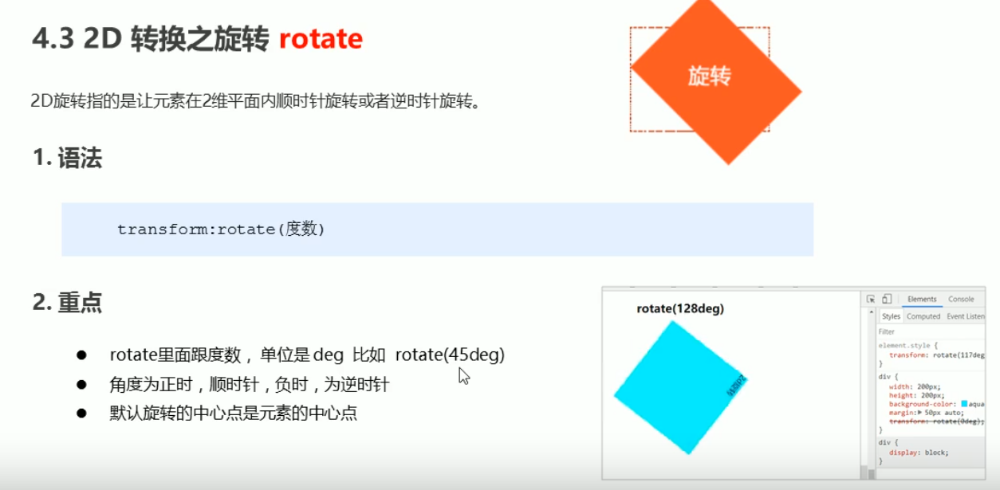 4.3 2D 转换之旋转 rotate
旋转
2D旋转指的是让元素在2维平面内顺时针旋转或者逆时针旋转。
1. 语法
transform:rotate(度数)
2. 重点
rotate里面跟度数，单位是 deg 比如 rotate(45deg)
角度为正时，顺时针，负时，为逆时针
默认旋转的中心点是元素的中心点
rotate(128deg)
Elements Console
Styles Computed Event Listen
Filter
element.style {
transform: rotate(117deg
}
div {
width: 200px;
height: 200px;
background-color: aqua
margin:▶ 50px auto;
transform: rotate(0deg);
}
div {
display: block;
}